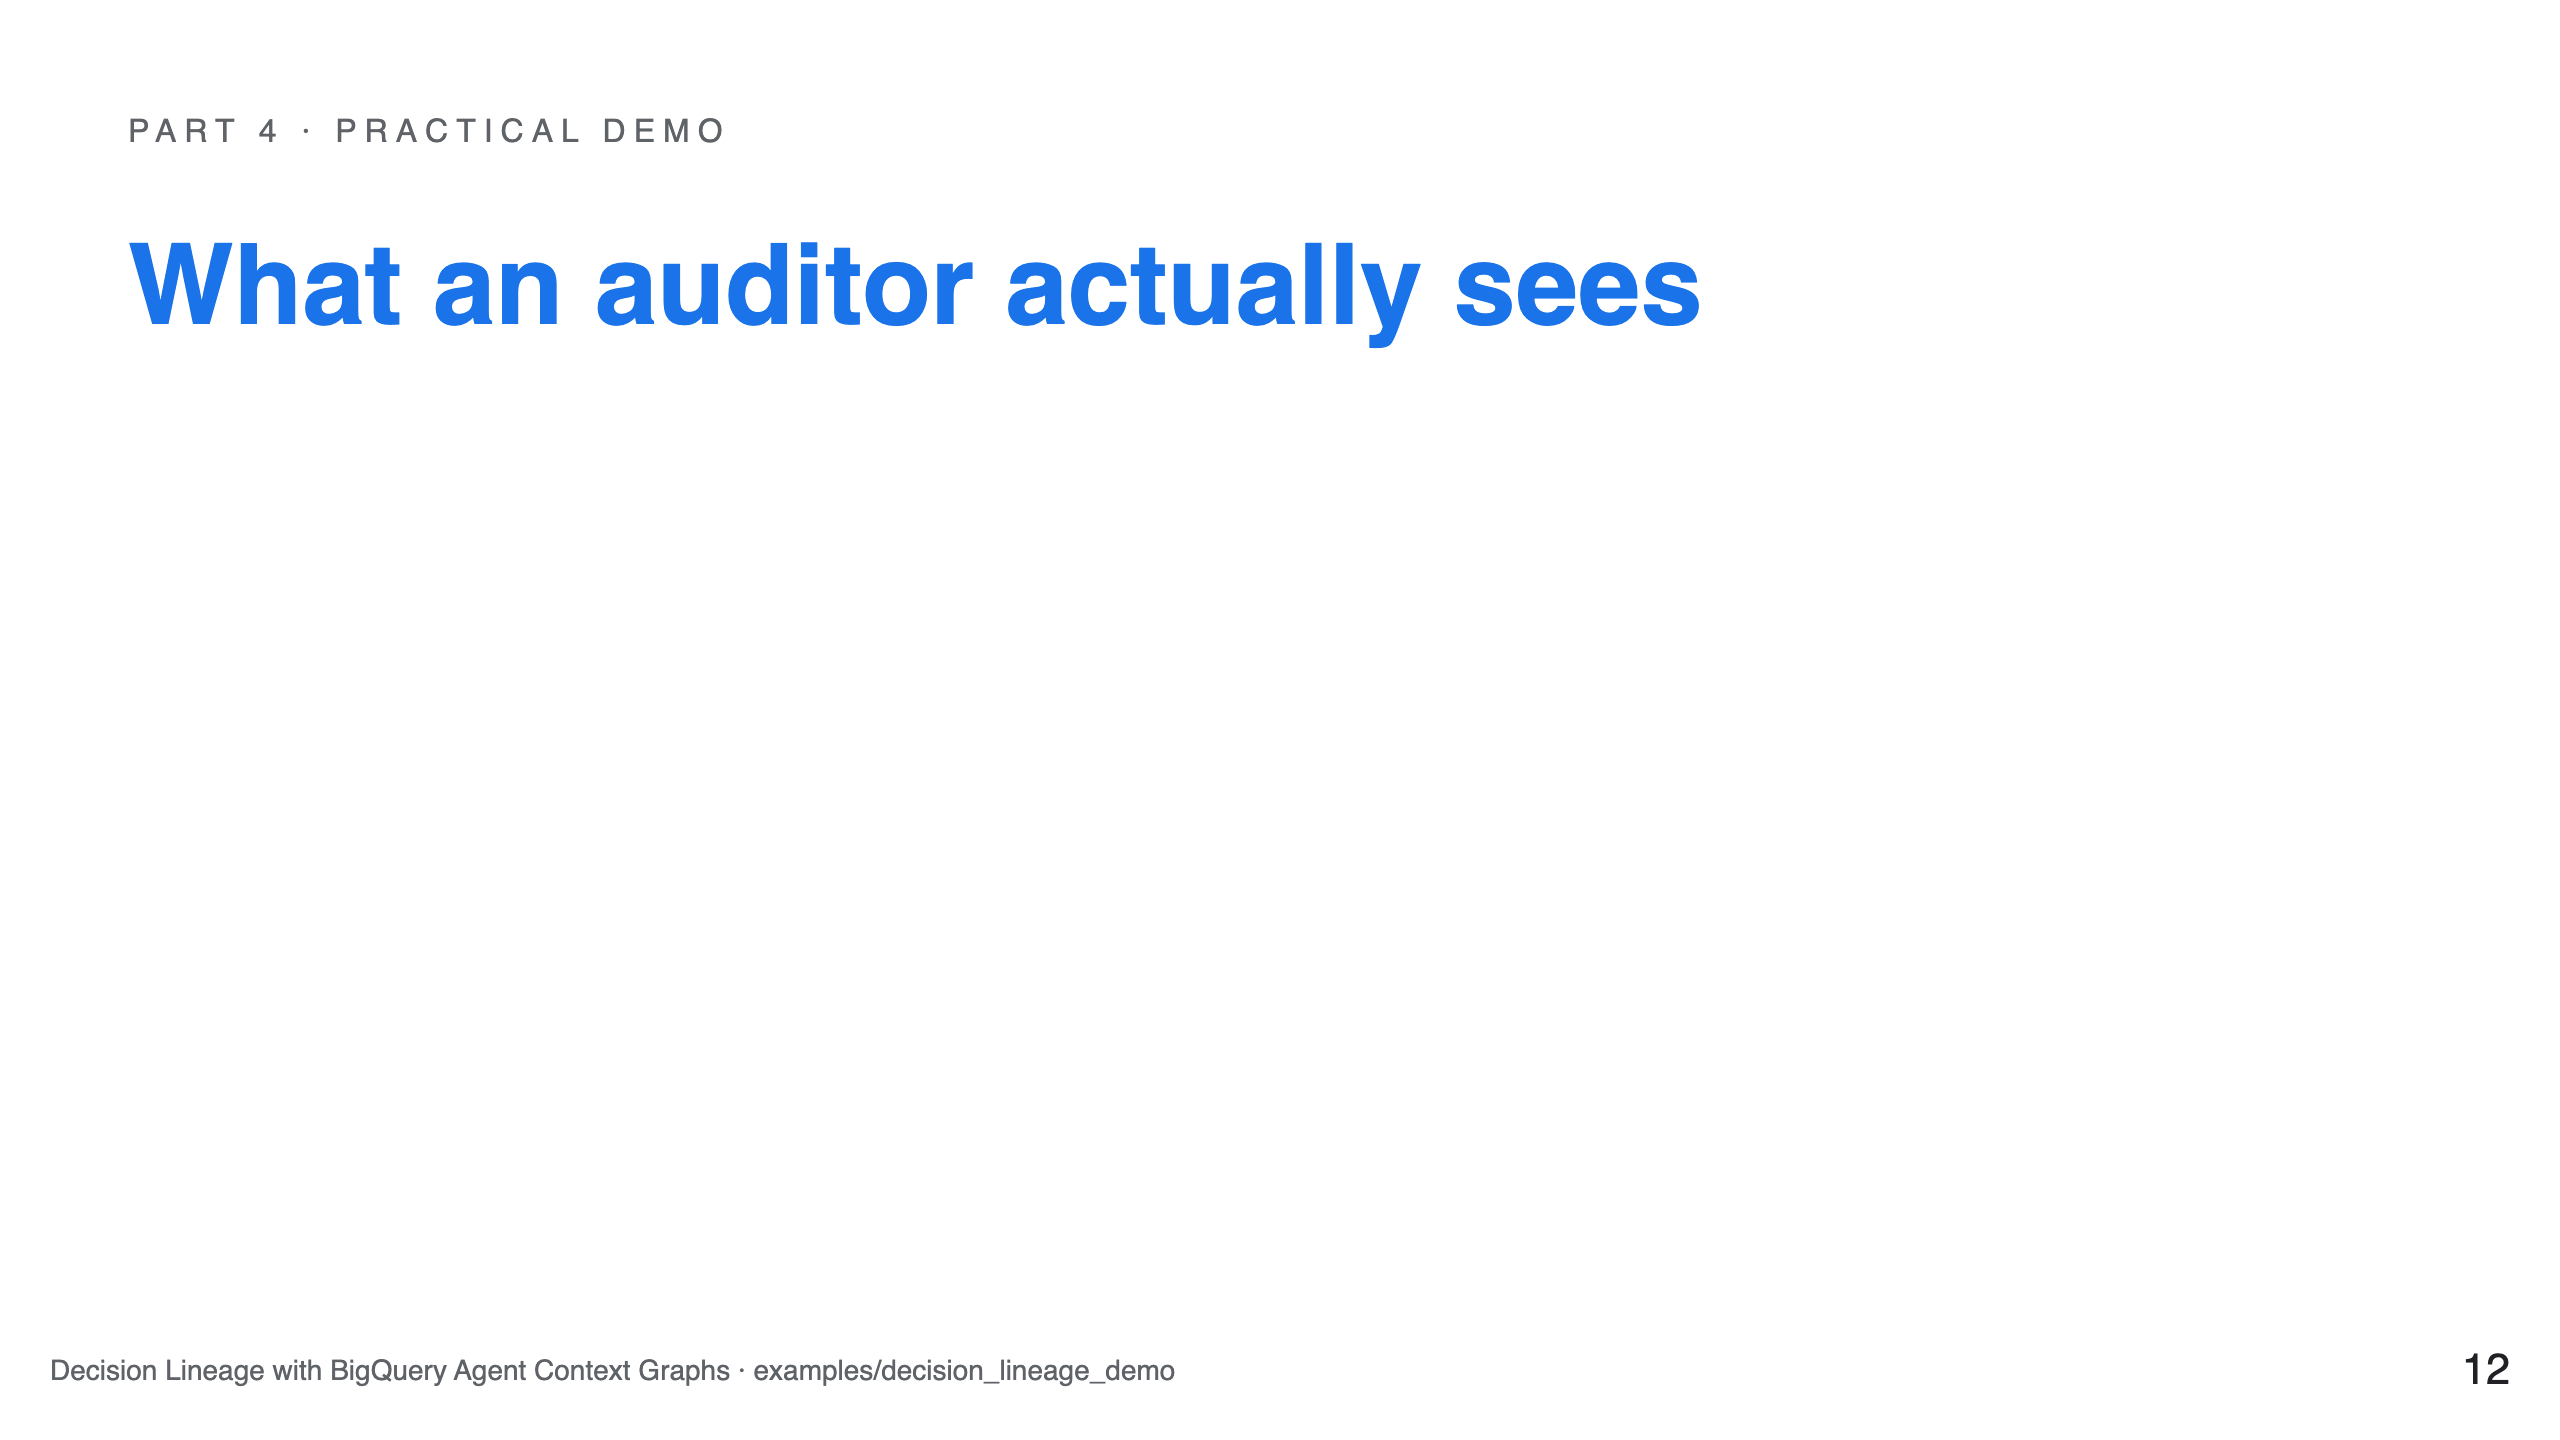 PART 4 · PRACTICAL DEMO
What an auditor actually sees
Decision Lineage with BigQuery Agent Context Graphs · examples/decision_lineage_demo
12